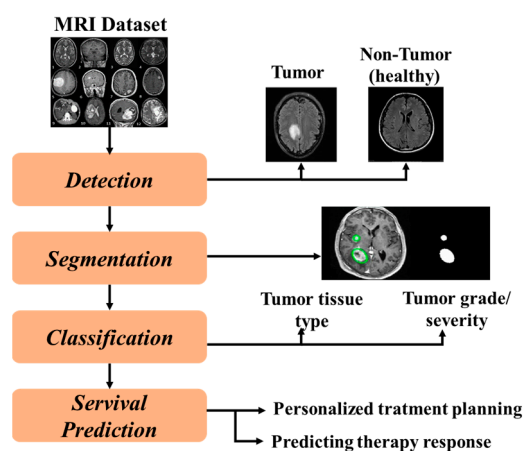 MRI Dataset
Tumor
Non-Tumor
(healthy)
Detection
Segmentation
Tumor tissue
type
Tumor grade/
severity
Classification
Servival
Prediction
Personalized tratment planning
Predicting therapy response